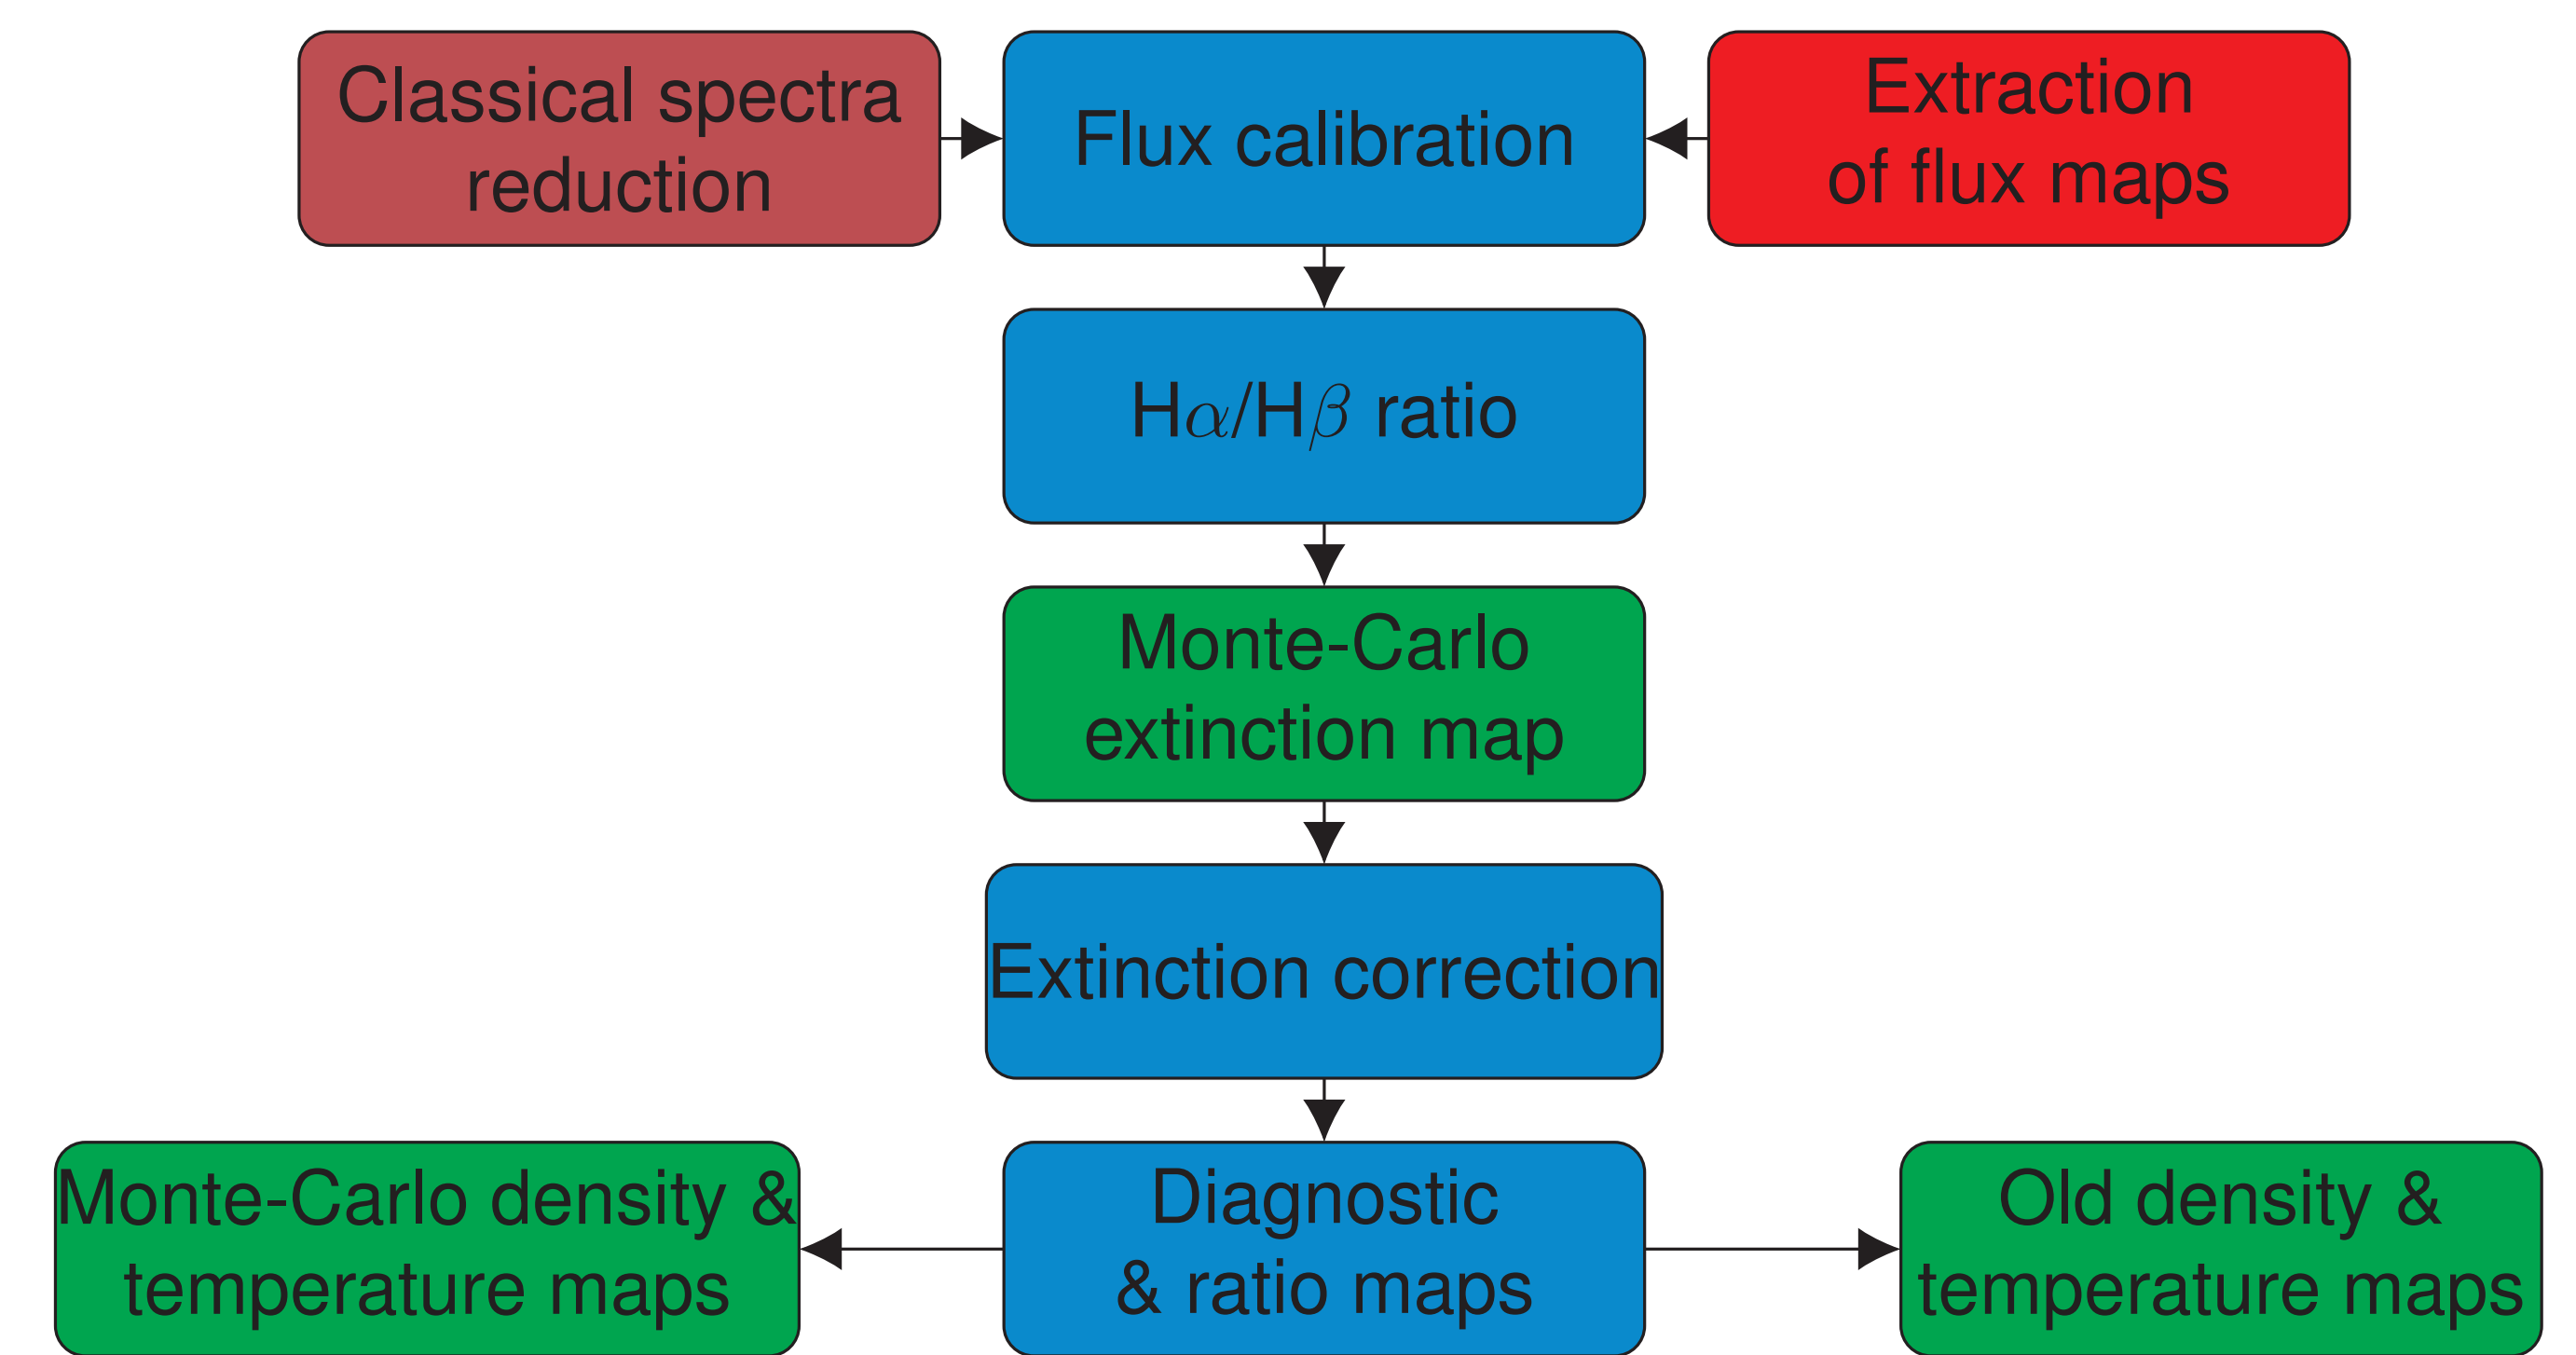 Classical spectra
reduction
Flux calibration
Extraction
of flux maps
Hα/Hβ ratio
Monte-Carlo
extinction map
Extinction correction
Monte-Carlo density &
temperature maps
Diagnostic
& ratio maps
Old density &
temperature maps